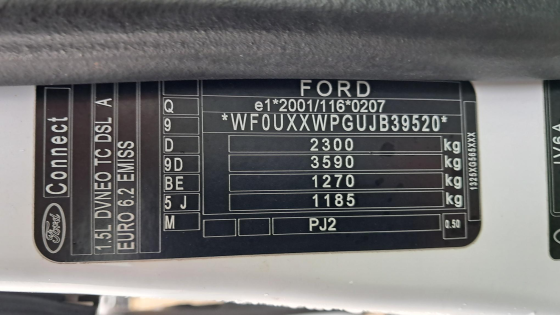 FORD
Q
e1*2001/116*0207
9
*WF0UXXWPGUJB39520*
D
2300 kg
9D
3590 kg
BE
1270 kg
5 J
1185 kg
M
PJ2
0.50
Ford
Connect
1.5L DVNEO TC DSL A
EURO 6.2 EMISS